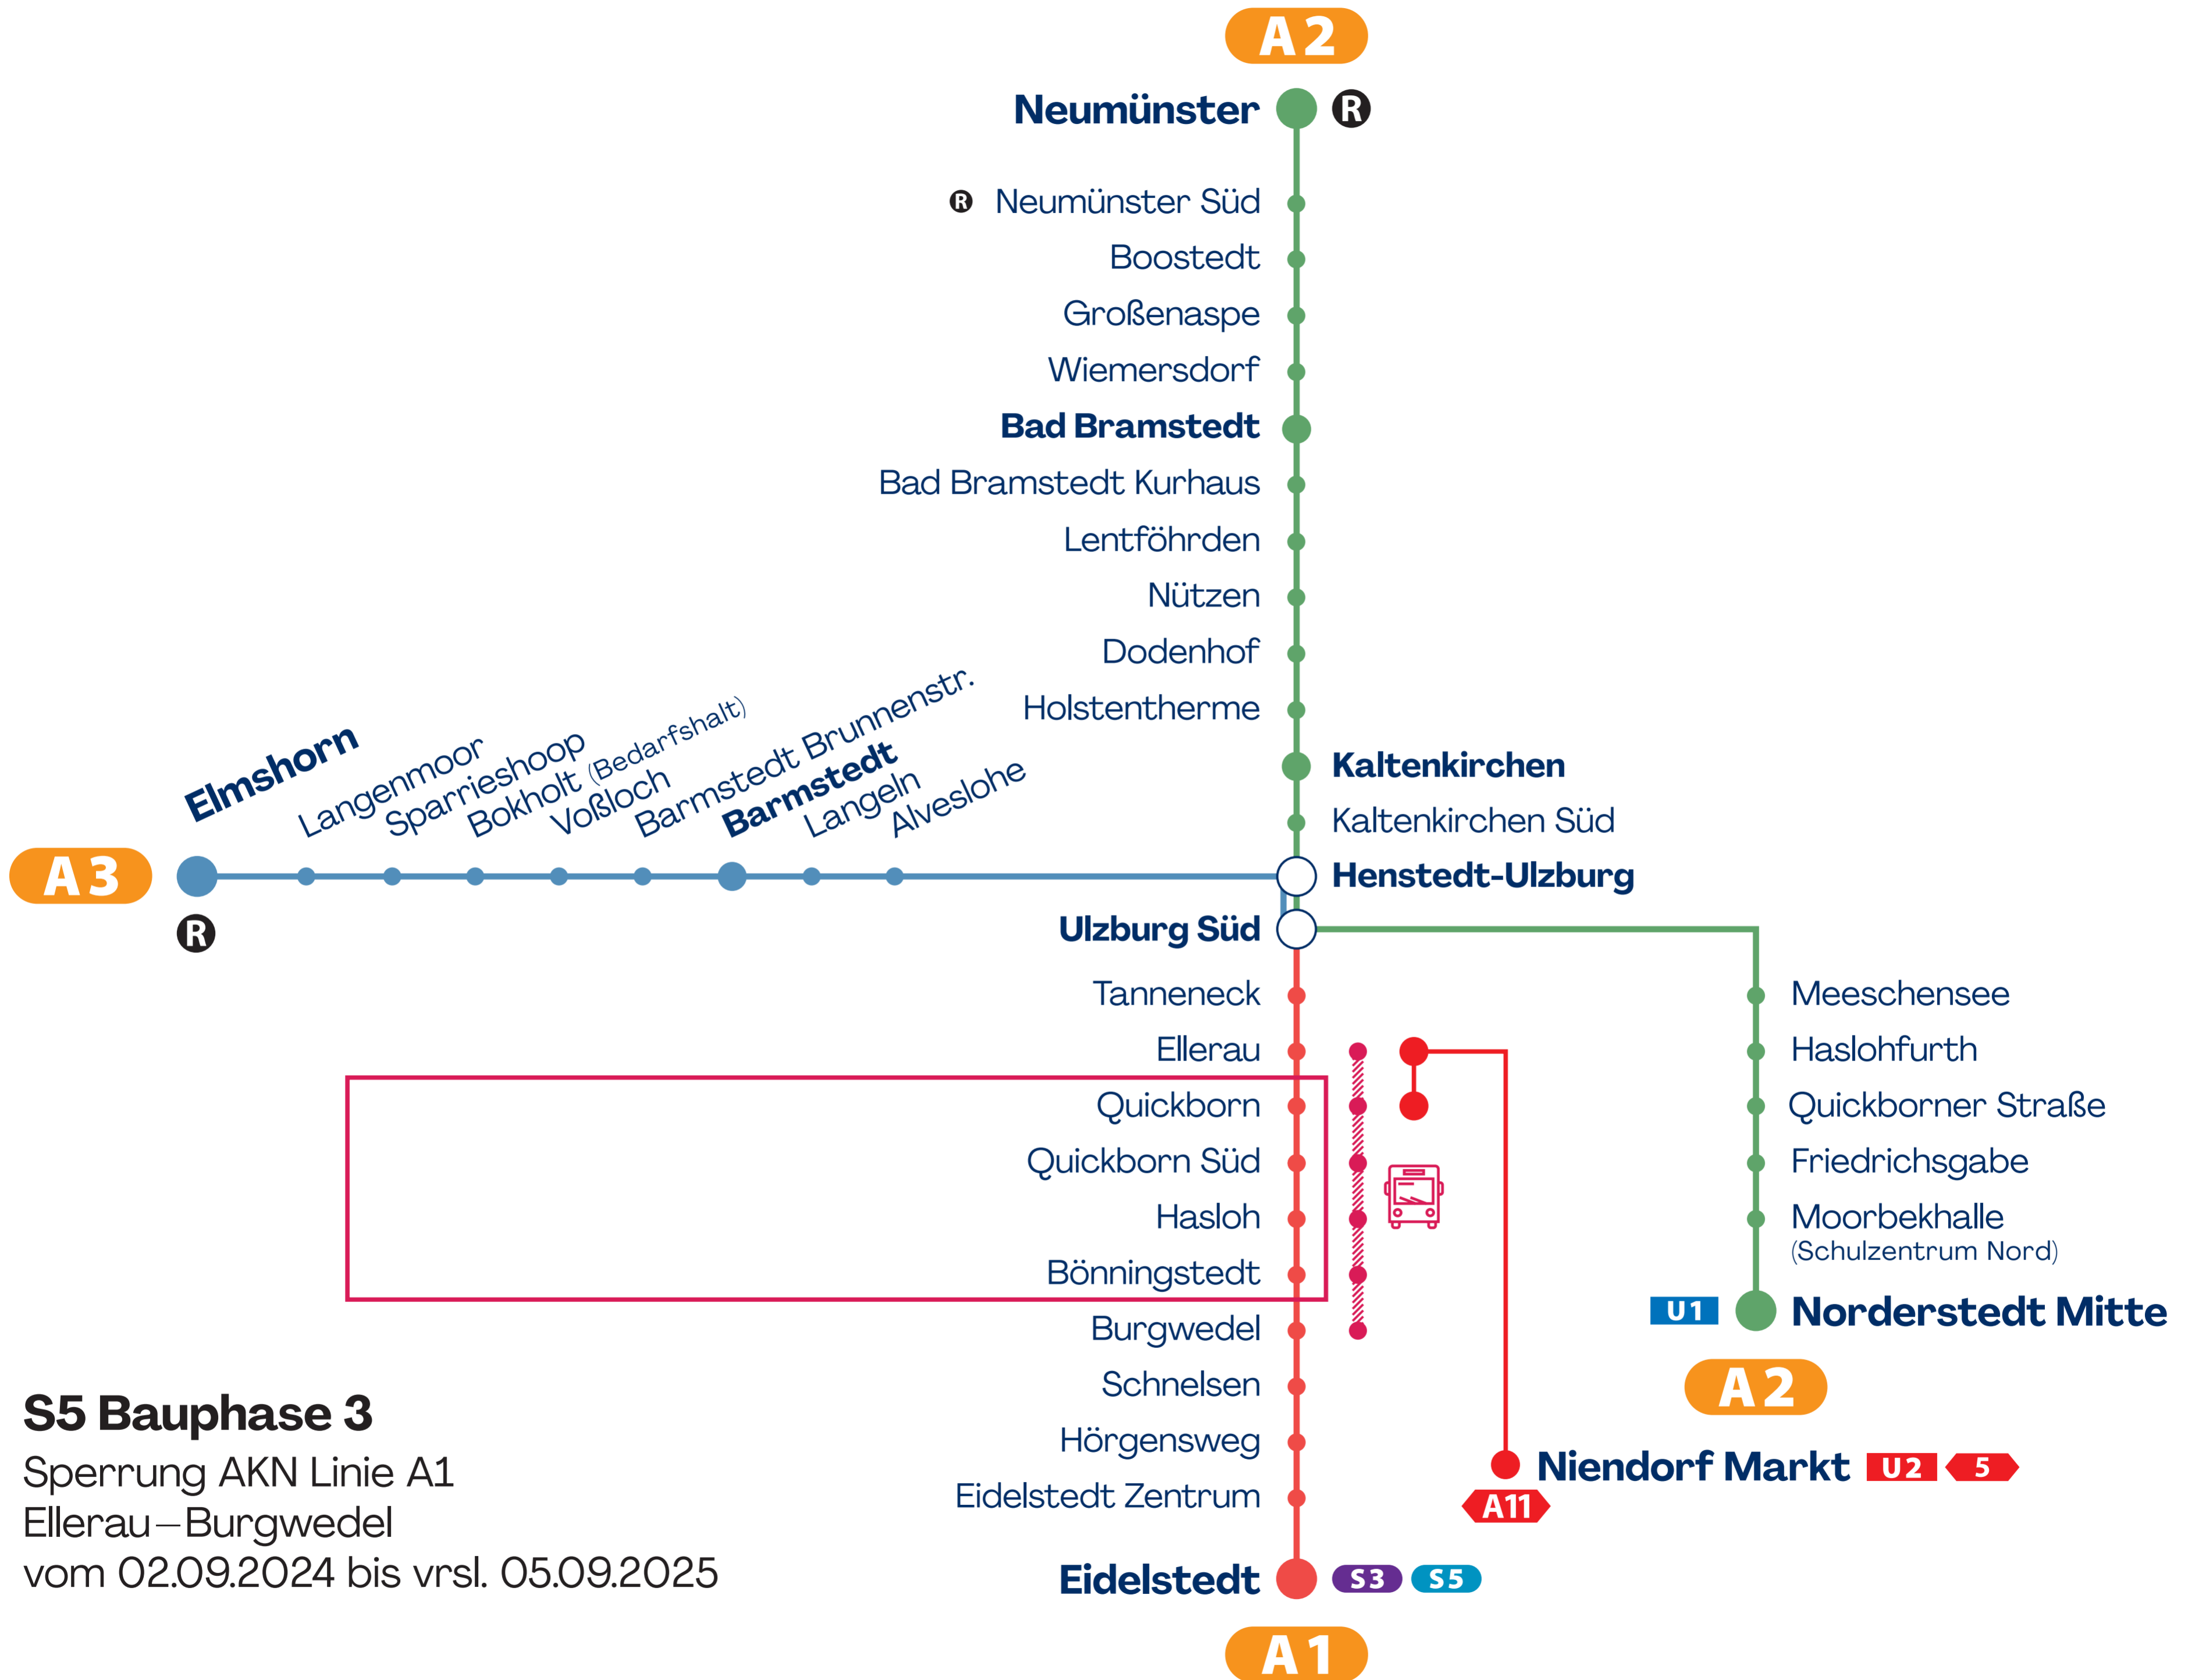 A2
Neumünster R
R Neumünster Süd
Boostedt
Großenaspe
Wiemersdorf
Bad Bramstedt
Bad Bramstedt Kurhaus
Lentföhrden
Nützen
Dodenhof
Holstentherme
Kaltenkirchen
Kaltenkirchen Süd
Henstedt-Ulzburg
A3
Elmshorn
R
Langenmoor
Sparrieshoop
Bokholt (Bedarfshalt)
Voßloch
Barmstedt Brunnenstr.
Barmstedt
Langeln
Alveslohe
Ulzburg Süd
Tanneneck
Ellerau
Quickborn
Quickborn Süd
Hasloh
Bönningstedt
Burgwedel
Schnelsen
Hörgensweg
Eidelstedt Zentrum
Eidelstedt S3 S5
A1
Meeschensee
Haslohfurth
Quickborner Straße
Friedrichsgabe
Moorbekhalle
(Schulzentrum Nord)
U1 Norderstedt Mitte
A2
Niendorf Markt U2 5
A11
S5 Bauphase 3
Sperrung AKN Linie A1
Ellerau–Burgwedel
vom 02.09.2024 bis vrsl. 05.09.2025